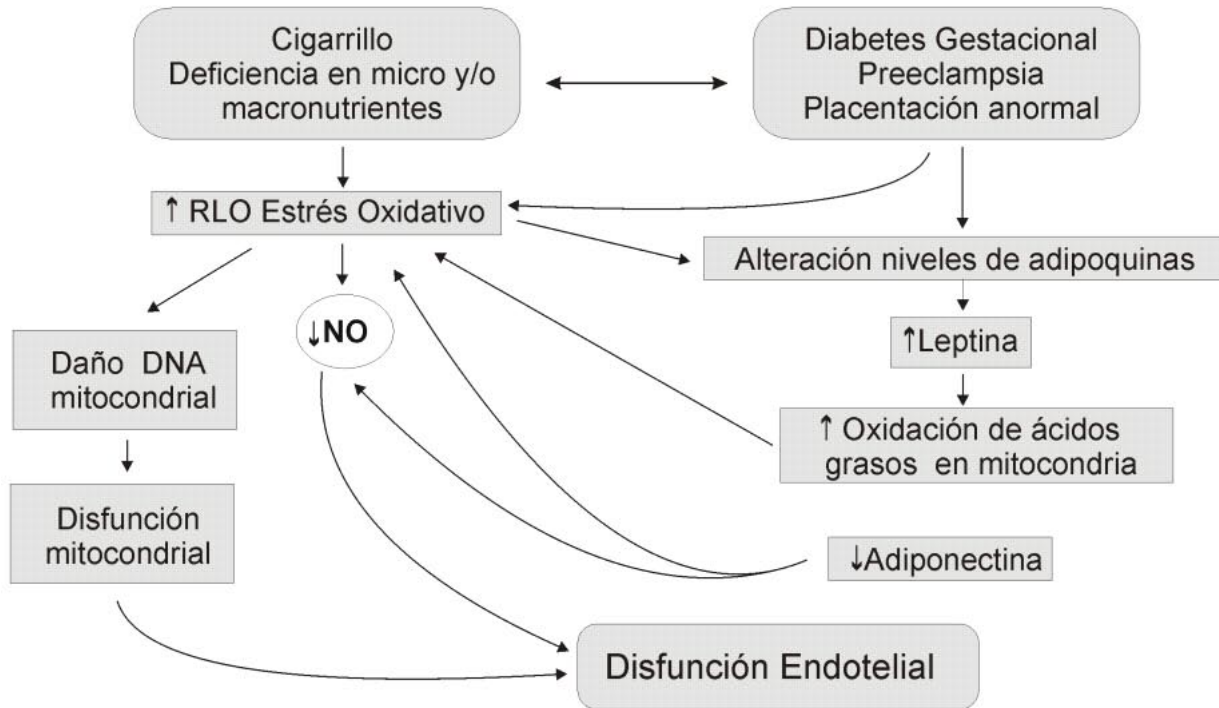 Cigarrillo
Deficiencia en micro y/o
macronutrientes
Diabetes Gestacional
Preeclampsia
Placentación anormal
↑ RLO Estrés Oxidativo
Alteración niveles de adipoquinas
↓NO
↑Leptina
Daño DNA
mitocondrial
↑ Oxidación de ácidos
grasos en mitocondria
Disfunción
mitocondrial
↓Adiponectina
Disfunción Endotelial